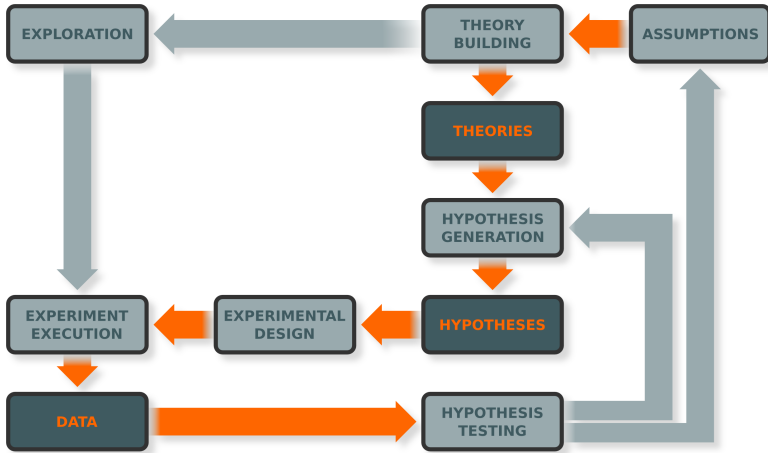 EXPLORATION
THEORY
BUILDING
ASSUMPTIONS
THEORIES
HYPOTHESIS
GENERATION
EXPERIMENT
EXECUTION
EXPERIMENTAL
DESIGN
HYPOTHESES
DATA
HYPOTHESIS
TESTING